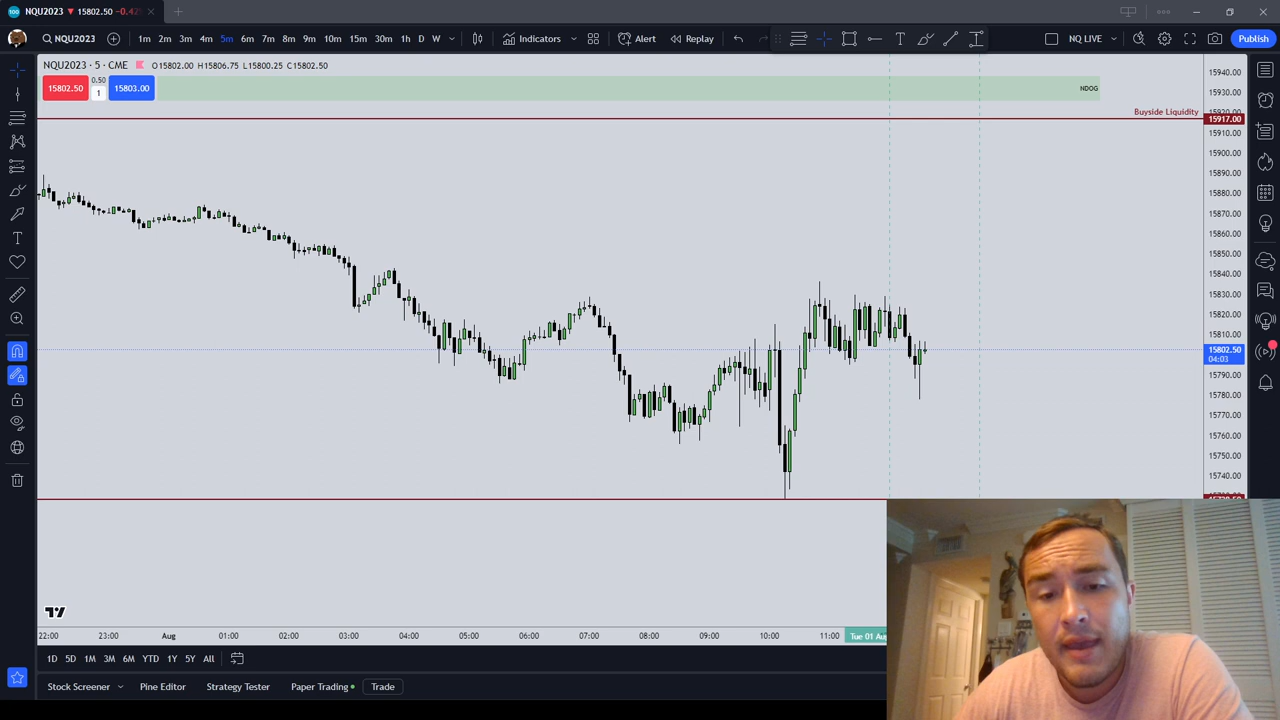 NQU2023 ▼ 15802.50 −0.42
NQU2023 1m 2m 3m 4m 5m 6m 7m 8m 9m 10m 15m 30m 1h D W Indicators Alert Replay NQ LIVE Publish
NQU2023 · 5 · CME O15802.00 H15806.75 L15800.25 C15802.50
15802.50 0.50 1 15803.00
NDOG
Buyside Liquidity
15940.00
15930.00
15920.00
15917.00
15910.00
15900.00
15890.00
15880.00
15870.00
15860.00
15850.00
15840.00
15830.00
15820.00
15810.00
15802.50
04:03
15790.00
15780.00
15770.00
15760.00
15750.00
15740.00
22:00 23:00 Aug 01:00 02:00 03:00 04:00 05:00 06:00 07:00 08:00 09:00 10:00 11:00 Tue 01 Aug
1D 5D 1M 3M 6M YTD 1Y 5Y All
Stock Screener Pine Editor Strategy Tester Paper Trading Trade